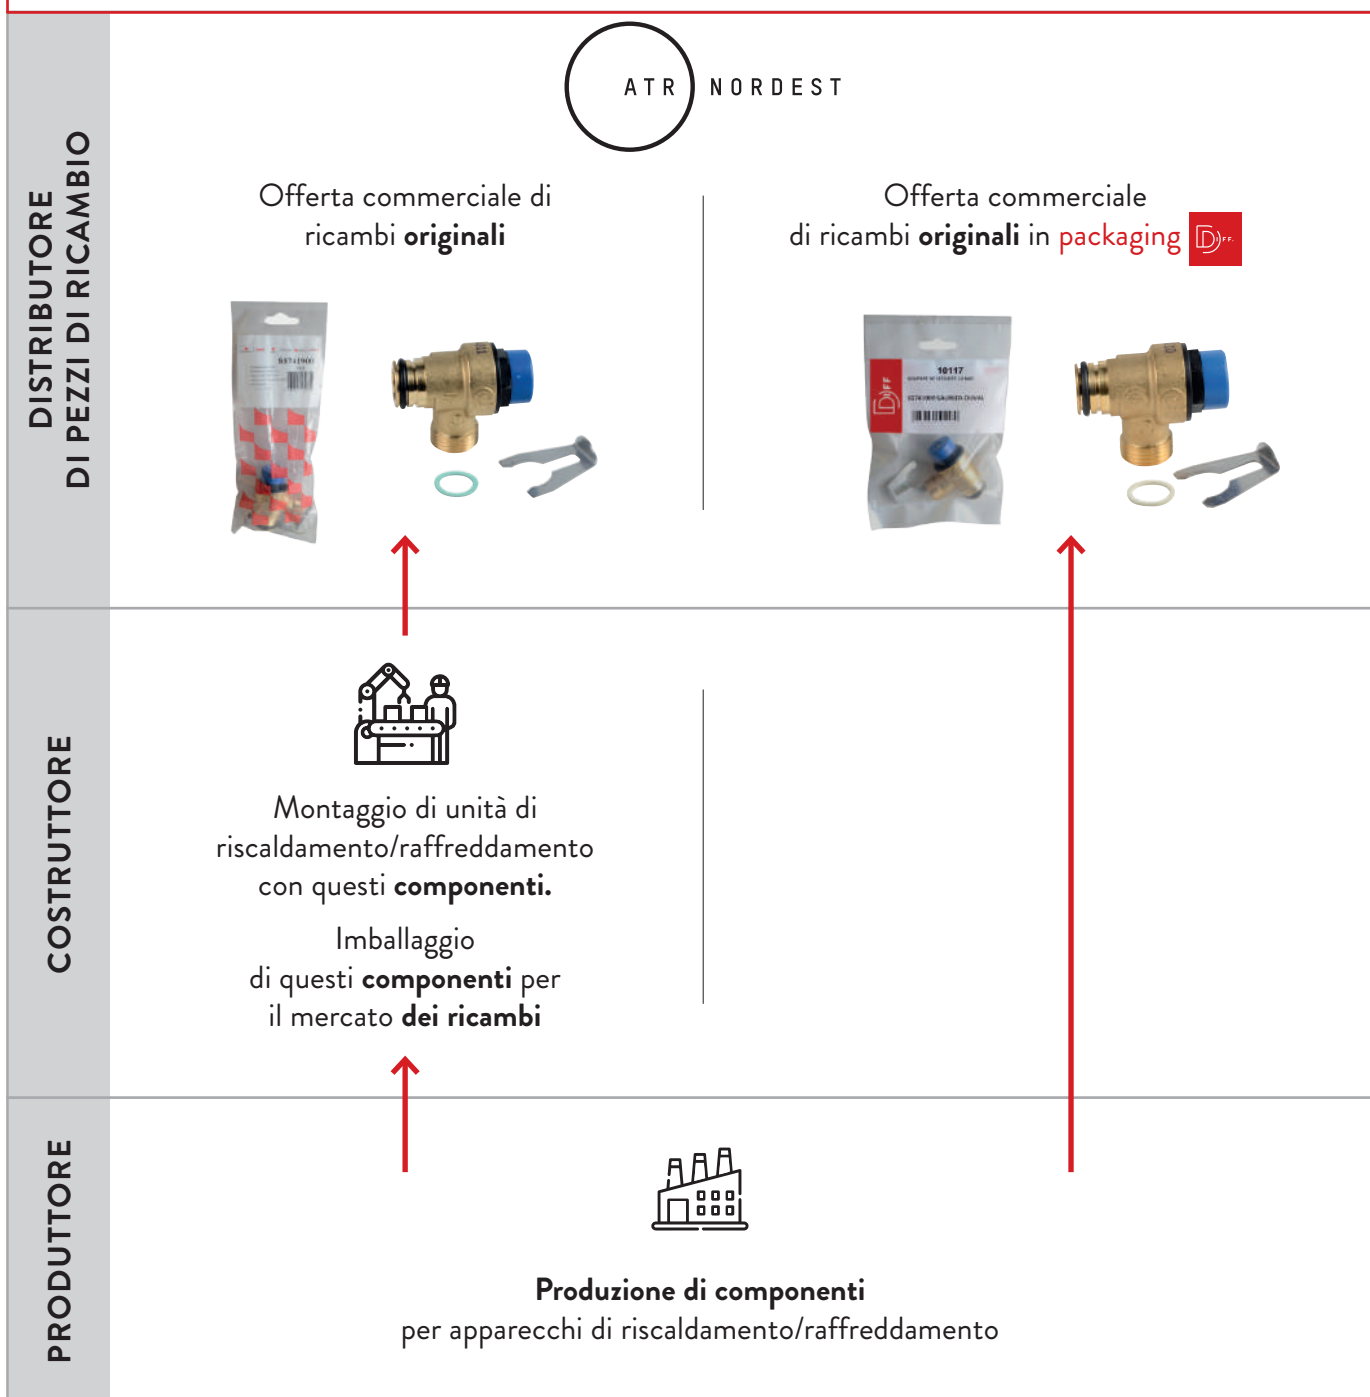 ATR NORDEST
DISTRIBUTORE
DI PEZZI DI RICAMBIO
Offerta commerciale di
ricambi originali
Offerta commerciale
di ricambi originali in packaging DIFF.
10117
DIFF
COSTRUTTORE
Montaggio di unità di
riscaldamento/raffreddamento
con questi componenti.
Imballaggio
di questi componenti per
il mercato dei ricambi
PRODUTTORE
Produzione di componenti
per apparecchi di riscaldamento/raffreddamento